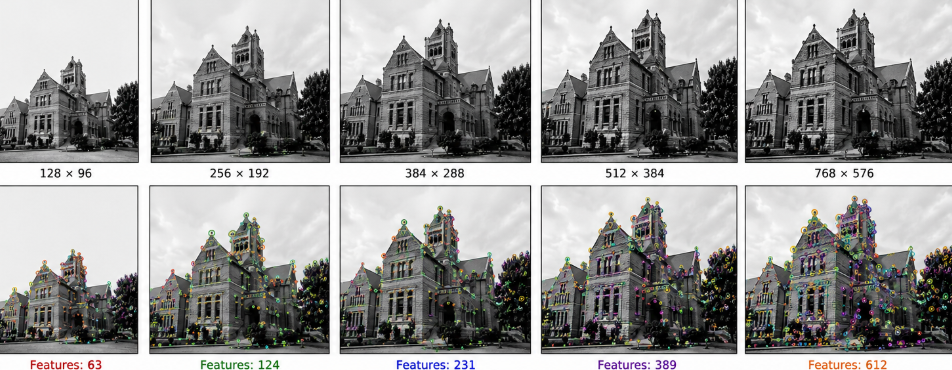 128 × 96
256 × 192
384 × 288
512 × 384
768 × 576
Features: 63
Features: 124
Features: 231
Features: 389
Features: 612